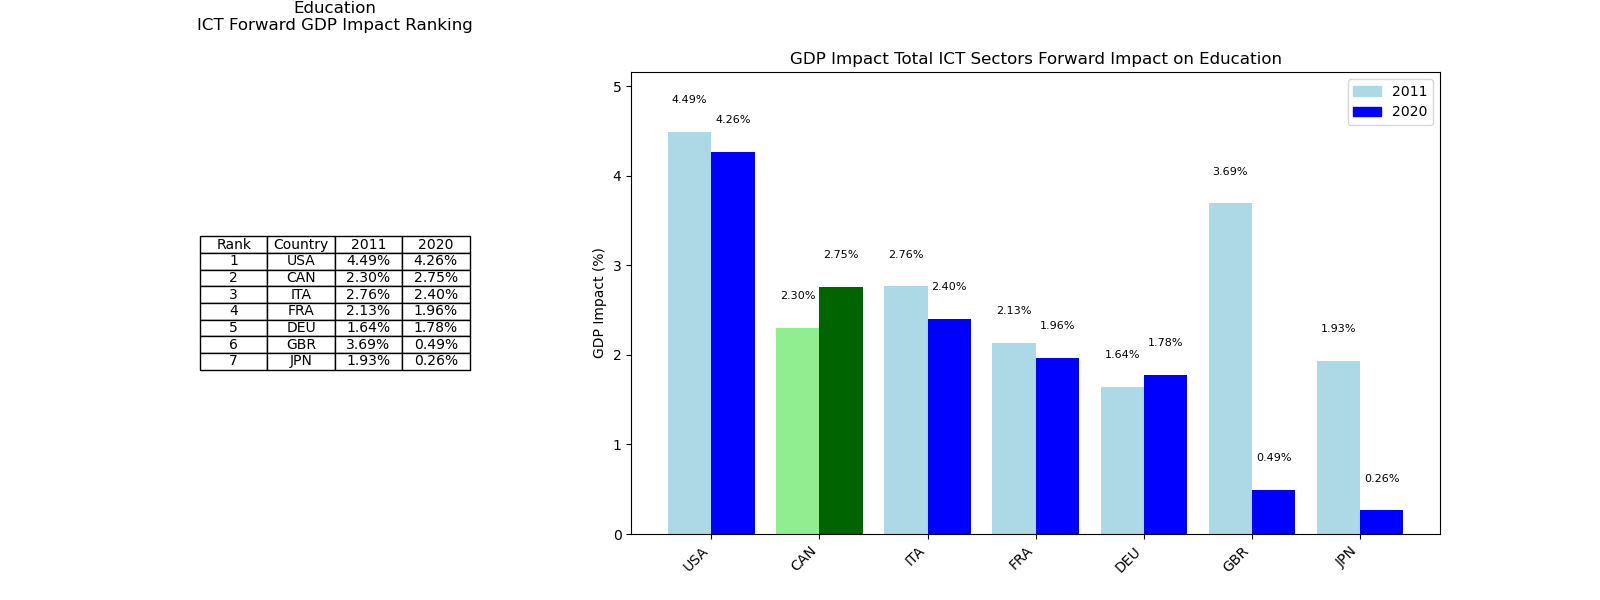 Education
ICT Forward GDP Impact Ranking
Rank Country 2011 2020
1 USA 4.49% 4.26%
2 CAN 2.30% 2.75%
3 ITA 2.76% 2.40%
4 FRA 2.13% 1.96%
5 DEU 1.64% 1.78%
6 GBR 3.69% 0.49%
7 JPN 1.93% 0.26%
GDP Impact Total ICT Sectors Forward Impact on Education
GDP Impact (%)
5
4
3
2
1
0
4.49%
4.26%
2.30%
2.75%
2.76%
2.40%
2.13%
1.96%
1.64%
1.78%
3.69%
0.49%
1.93%
0.26%
2011
2020
USA
CAN
ITA
FRA
DEU
GBR
JPN